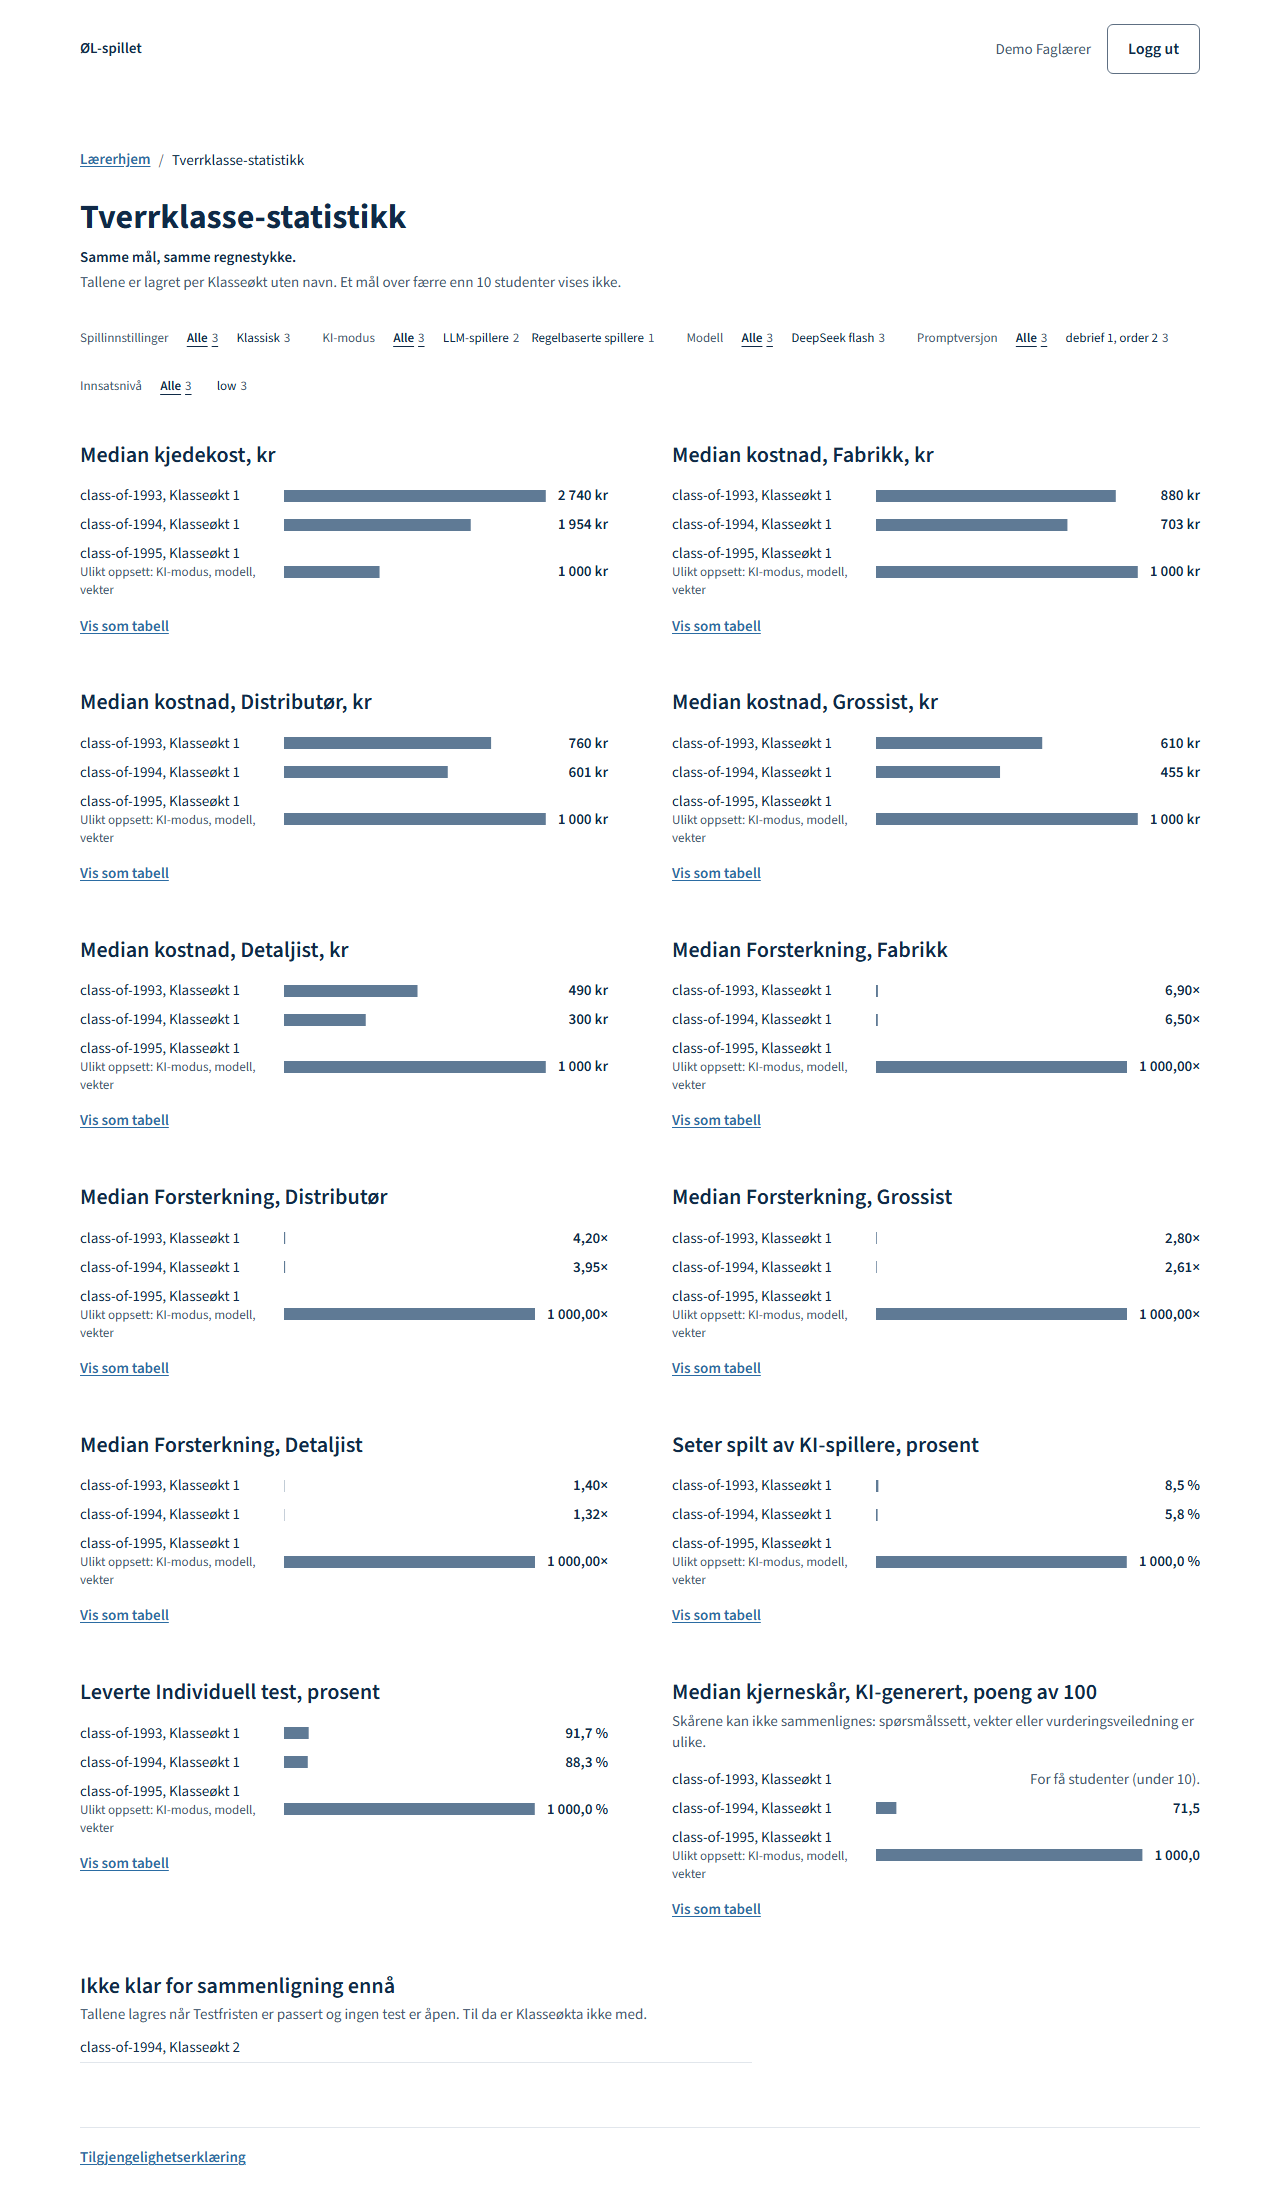 ØL-spillet
Demo Faglærer
Logg ut
Lærerhjem / Tverrklasse-statistikk
Tverrklasse-statistikk
Samme mål, samme regnestykke.
Tallene er lagret per Klasseøkt uten navn. Et mål over færre enn 10 studenter vises ikke.
Spillinnstillinger Alle 3 Klassisk 3 KI-modus Alle 3 LLM-spillere 2 Regelbaserte spillere 1 Modell Alle 3 DeepSeek flash 3 Promptversjon Alle 3 debrief 1, order 2 3
Innsatsnivå Alle 3 low 3
Median kjedekost, kr
class-of-1993, Klasseøkt 1 2 740 kr
class-of-1994, Klasseøkt 1 1 954 kr
class-of-1995, Klasseøkt 1
Ulikt oppsett: KI-modus, modell, 1 000 kr
vekter
Vis som tabell
Median kostnad, Fabrikk, kr
class-of-1993, Klasseøkt 1 880 kr
class-of-1994, Klasseøkt 1 703 kr
class-of-1995, Klasseøkt 1
Ulikt oppsett: KI-modus, modell, 1 000 kr
vekter
Vis som tabell
Median kostnad, Distributør, kr
class-of-1993, Klasseøkt 1 760 kr
class-of-1994, Klasseøkt 1 601 kr
class-of-1995, Klasseøkt 1
Ulikt oppsett: KI-modus, modell, 1 000 kr
vekter
Vis som tabell
Median kostnad, Grossist, kr
class-of-1993, Klasseøkt 1 610 kr
class-of-1994, Klasseøkt 1 455 kr
class-of-1995, Klasseøkt 1
Ulikt oppsett: KI-modus, modell, 1 000 kr
vekter
Vis som tabell
Median kostnad, Detaljist, kr
class-of-1993, Klasseøkt 1 490 kr
class-of-1994, Klasseøkt 1 300 kr
class-of-1995, Klasseøkt 1
Ulikt oppsett: KI-modus, modell, 1 000 kr
vekter
Vis som tabell
Median Forsterkning, Fabrikk
class-of-1993, Klasseøkt 1 6,90×
class-of-1994, Klasseøkt 1 6,50×
class-of-1995, Klasseøkt 1
Ulikt oppsett: KI-modus, modell, 1 000,00×
vekter
Vis som tabell
Median Forsterkning, Distributør
class-of-1993, Klasseøkt 1 4,20×
class-of-1994, Klasseøkt 1 3,95×
class-of-1995, Klasseøkt 1
Ulikt oppsett: KI-modus, modell, 1 000,00×
vekter
Vis som tabell
Median Forsterkning, Grossist
class-of-1993, Klasseøkt 1 2,80×
class-of-1994, Klasseøkt 1 2,61×
class-of-1995, Klasseøkt 1
Ulikt oppsett: KI-modus, modell, 1 000,00×
vekter
Vis som tabell
Median Forsterkning, Detaljist
class-of-1993, Klasseøkt 1 1,40×
class-of-1994, Klasseøkt 1 1,32×
class-of-1995, Klasseøkt 1
Ulikt oppsett: KI-modus, modell, 1 000,00×
vekter
Vis som tabell
Seter spilt av KI-spillere, prosent
class-of-1993, Klasseøkt 1 8,5 %
class-of-1994, Klasseøkt 1 5,8 %
class-of-1995, Klasseøkt 1
Ulikt oppsett: KI-modus, modell, 1 000,0 %
vekter
Vis som tabell
Leverte Individuell test, prosent
class-of-1993, Klasseøkt 1 91,7 %
class-of-1994, Klasseøkt 1 88,3 %
class-of-1995, Klasseøkt 1
Ulikt oppsett: KI-modus, modell, 1 000,0 %
vekter
Vis som tabell
Median kjerneskår, KI-generert, poeng av 100
Skårene kan ikke sammenlignes: spørsmålssett, vekter eller vurderingsveiledning er
ulike.
class-of-1993, Klasseøkt 1 For få studenter (under 10).
class-of-1994, Klasseøkt 1 71,5
class-of-1995, Klasseøkt 1
Ulikt oppsett: KI-modus, modell, 1 000,0
vekter
Vis som tabell
Ikke klar for sammenligning ennå
Tallene lagres når Testfristen er passert og ingen test er åpen. Til da er Klasseøkta ikke med.
class-of-1994, Klasseøkt 2
Tilgjengelighetserklæring